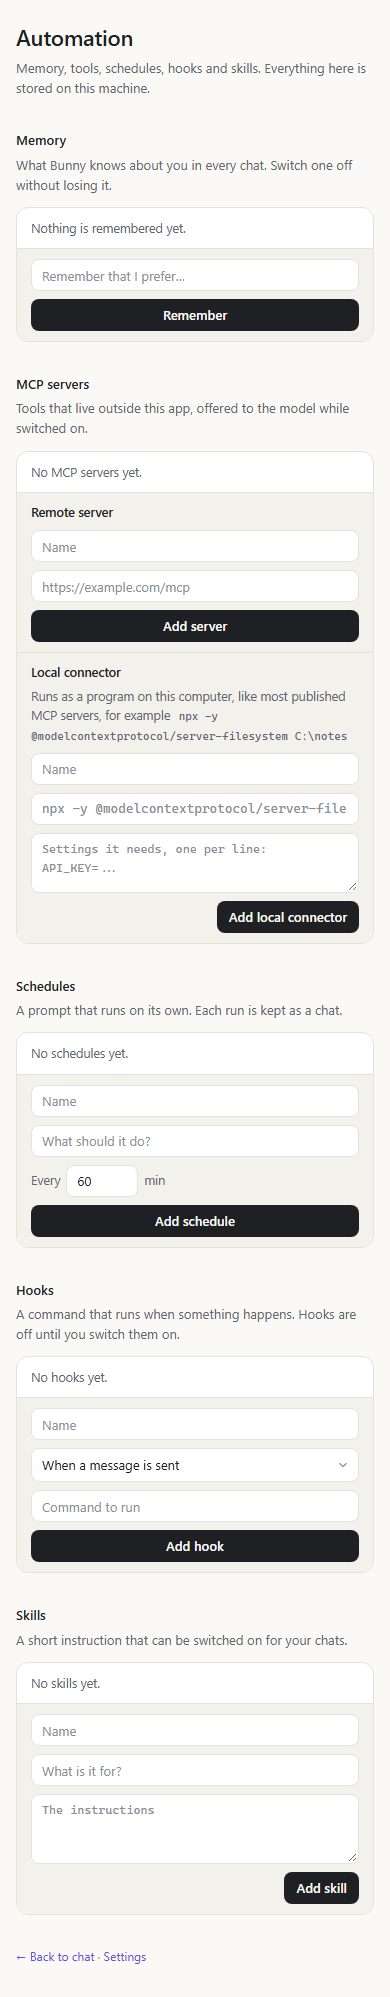 Automation
Memory, tools, schedules, hooks and skills. Everything here is
stored on this machine.
Memory
What Bunny knows about you in every chat. Switch one off
without losing it.
Nothing is remembered yet.
Remember that I prefer...
Remember
MCP servers
Tools that live outside this app, offered to the model while
switched on.
No MCP servers yet.
Remote server
Name
https://example.com/mcp
Add server
Local connector
Runs as a program on this computer, like most published
MCP servers, for example npx -y
@modelcontextprotocol/server-filesystem C:\notes
Name
npx -y @modelcontextprotocol/server-file
Settings it needs, one per line:
API_KEY=...
Add local connector
Schedules
A prompt that runs on its own. Each run is kept as a chat.
No schedules yet.
Name
What should it do?
Every 60 min
Add schedule
Hooks
A command that runs when something happens. Hooks are
off until you switch them on.
No hooks yet.
Name
When a message is sent
Command to run
Add hook
Skills
A short instruction that can be switched on for your chats.
No skills yet.
Name
What is it for?
The instructions
Add skill
← Back to chat · Settings